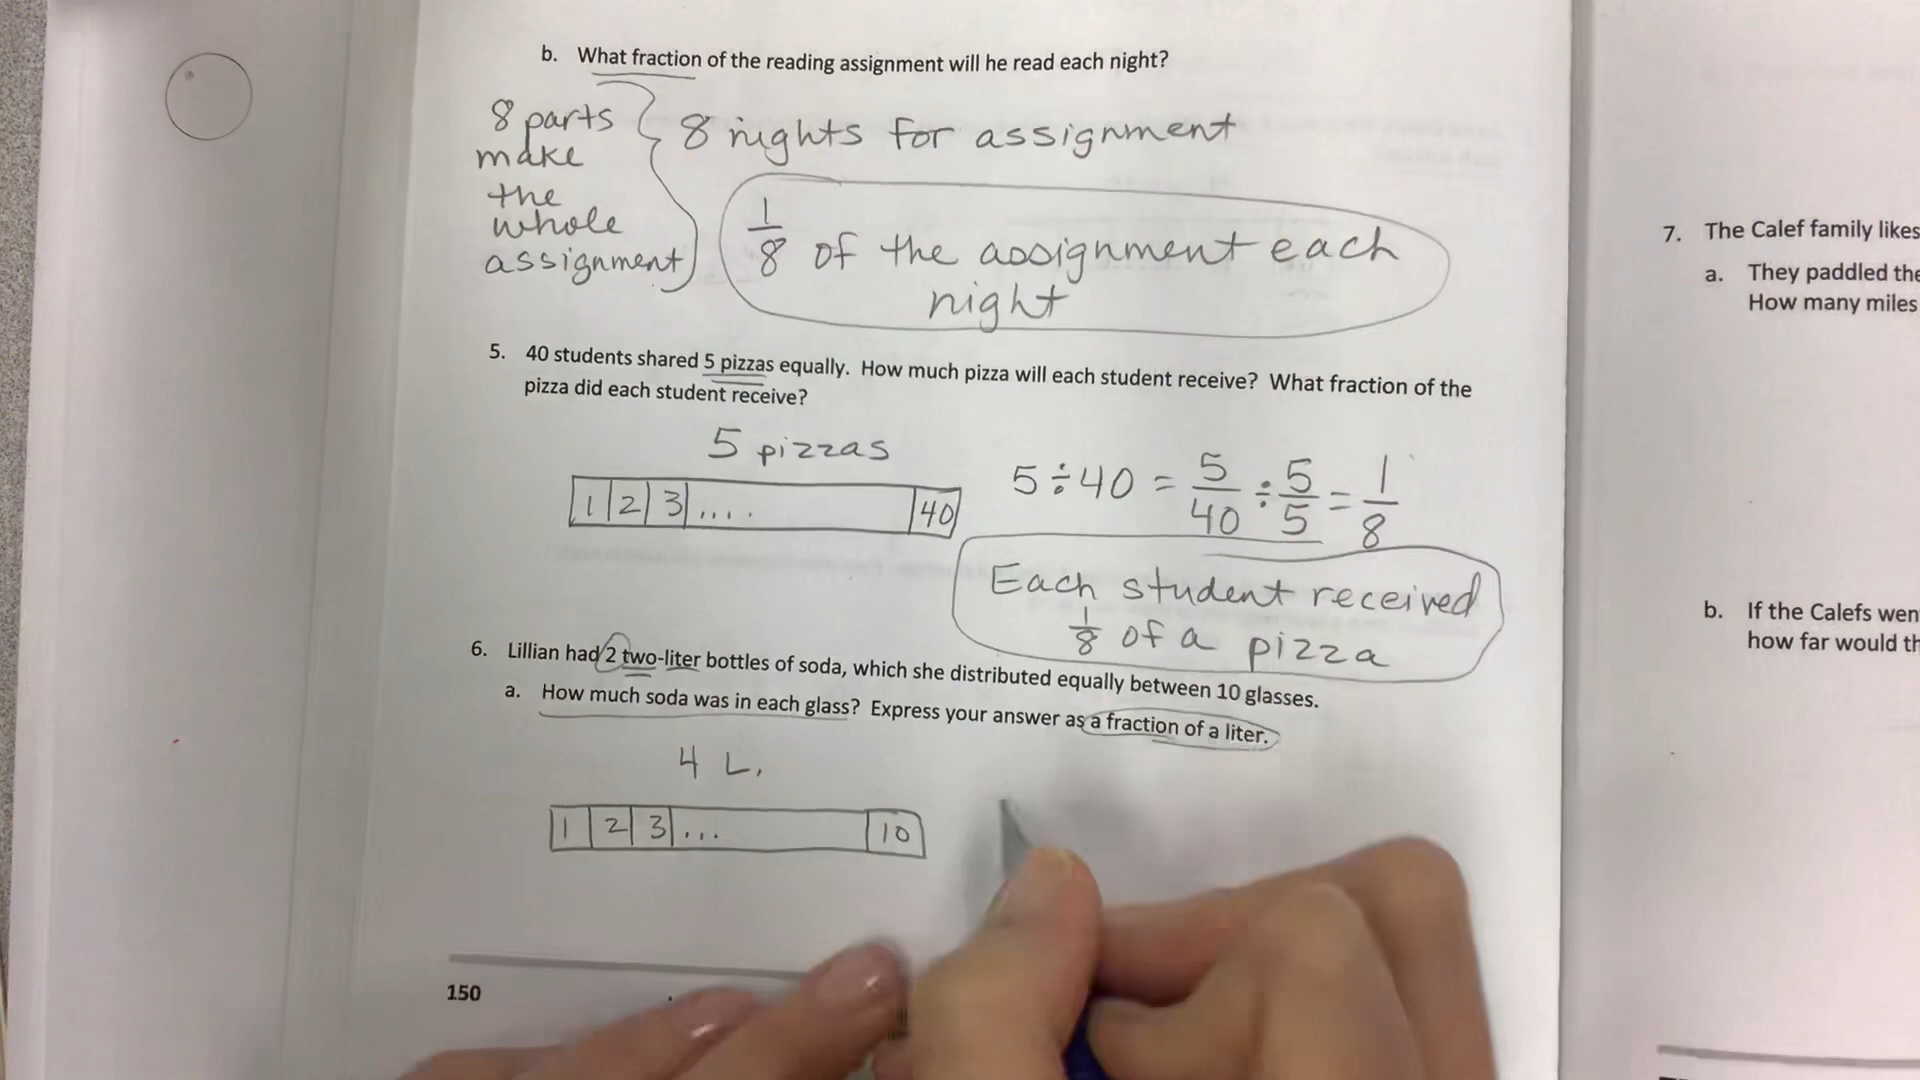 b. What fraction of the reading assignment will he read each night?
8 parts
make
the
whole
assignment
8 nights for assignment
1/8 of the assignment each
night
5. 40 students shared 5 pizzas equally. How much pizza will each student receive? What fraction of the
pizza did each student receive?
5 pizzas
1 2 3 .... 40
5 ÷ 40 = 5/40 ÷ 5/5 = 1/8
Each student received
1/8 of a pizza
6. Lillian had 2 two-liter bottles of soda, which she distributed equally between 10 glasses.
a. How much soda was in each glass? Express your answer as a fraction of a liter.
4 L.
1 2 3 ... 10
150
7. The Calef family likes
a. They paddled the
How many miles
b. If the Calefs wen
how far would th